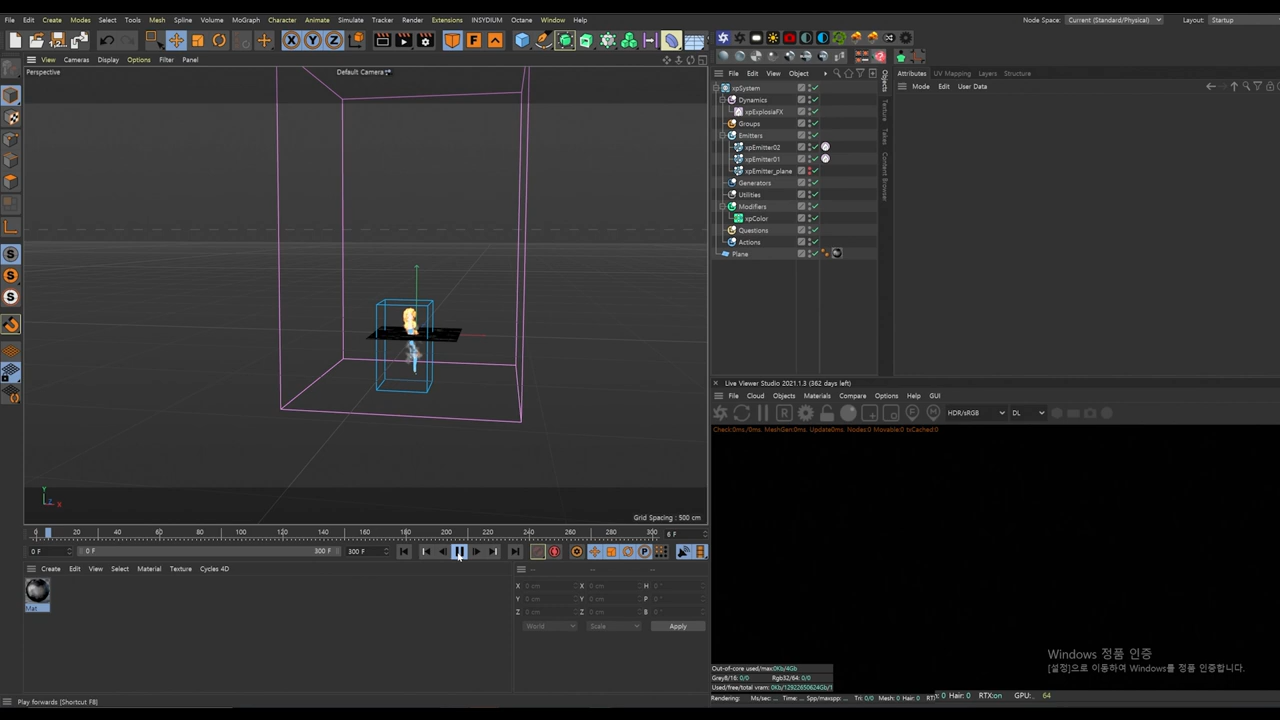 File Edit Create Modes Select Tools Mesh Spline Volume MoGraph Character Animate Simulate Tracker Render Extensions INSYDIUM Octane Window Help
Node Space: Current (Standard/Physical) Layout: Startup
X Y Z
View Cameras Display Options Filter Panel
File Edit View Object
Attributes UV Mapping Layers Structure
Mode Edit User Data
Perspective
Default Camera
xpSystem
Dynamics
xpExplosiaFX
Groups
Emitters
xpEmitter02
xpEmitter01
xpEmitter_plane
Generators
Utilities
Modifiers
xpColor
Questions
Actions
Plane
Objects
Texture
Takes
Content Browser
S
S
S
Y
Z X
Grid Spacing : 500 cm
Live Viewer Studio 2021.1.3 (362 days left)
File Cloud Objects Materials Compare Options Help GUI
HDR/sRGB DL
Check:0ms./0ms. MeshGen:0ms. Update0ms. Nodes:0 Movable:0 txCached:0
0 20 40 60 80 100 120 140 160 180 200 220 240 260 280 300
6 F
0 F 0 F 300 F 300 F
Create Edit View Select Material Texture Cycles 4D
Mat
-- -- --
X 0 cm X 0 cm H 0 °
Y 0 cm Y 0 cm P 0 °
Z 0 cm Z 0 cm B 0 °
World Scale Apply
Windows 정품 인증
[설정]으로 이동하여 Windows를 정품 인증합니다.
Out-of-core used/max:0Kb/4Gb
Grey8/16: 0/0 Rgb32/64: 0/0
Used/free/total vram: 0Kb/12922650624Gb/1
Rendering: Ms/sec: Time: Spp/maxspp: Tri: 0/0 Mesh: 0 Hair: 0 RT
: 0 Hair: 0 RTX:on GPU: 64
Play forwards [Shortcut F8]